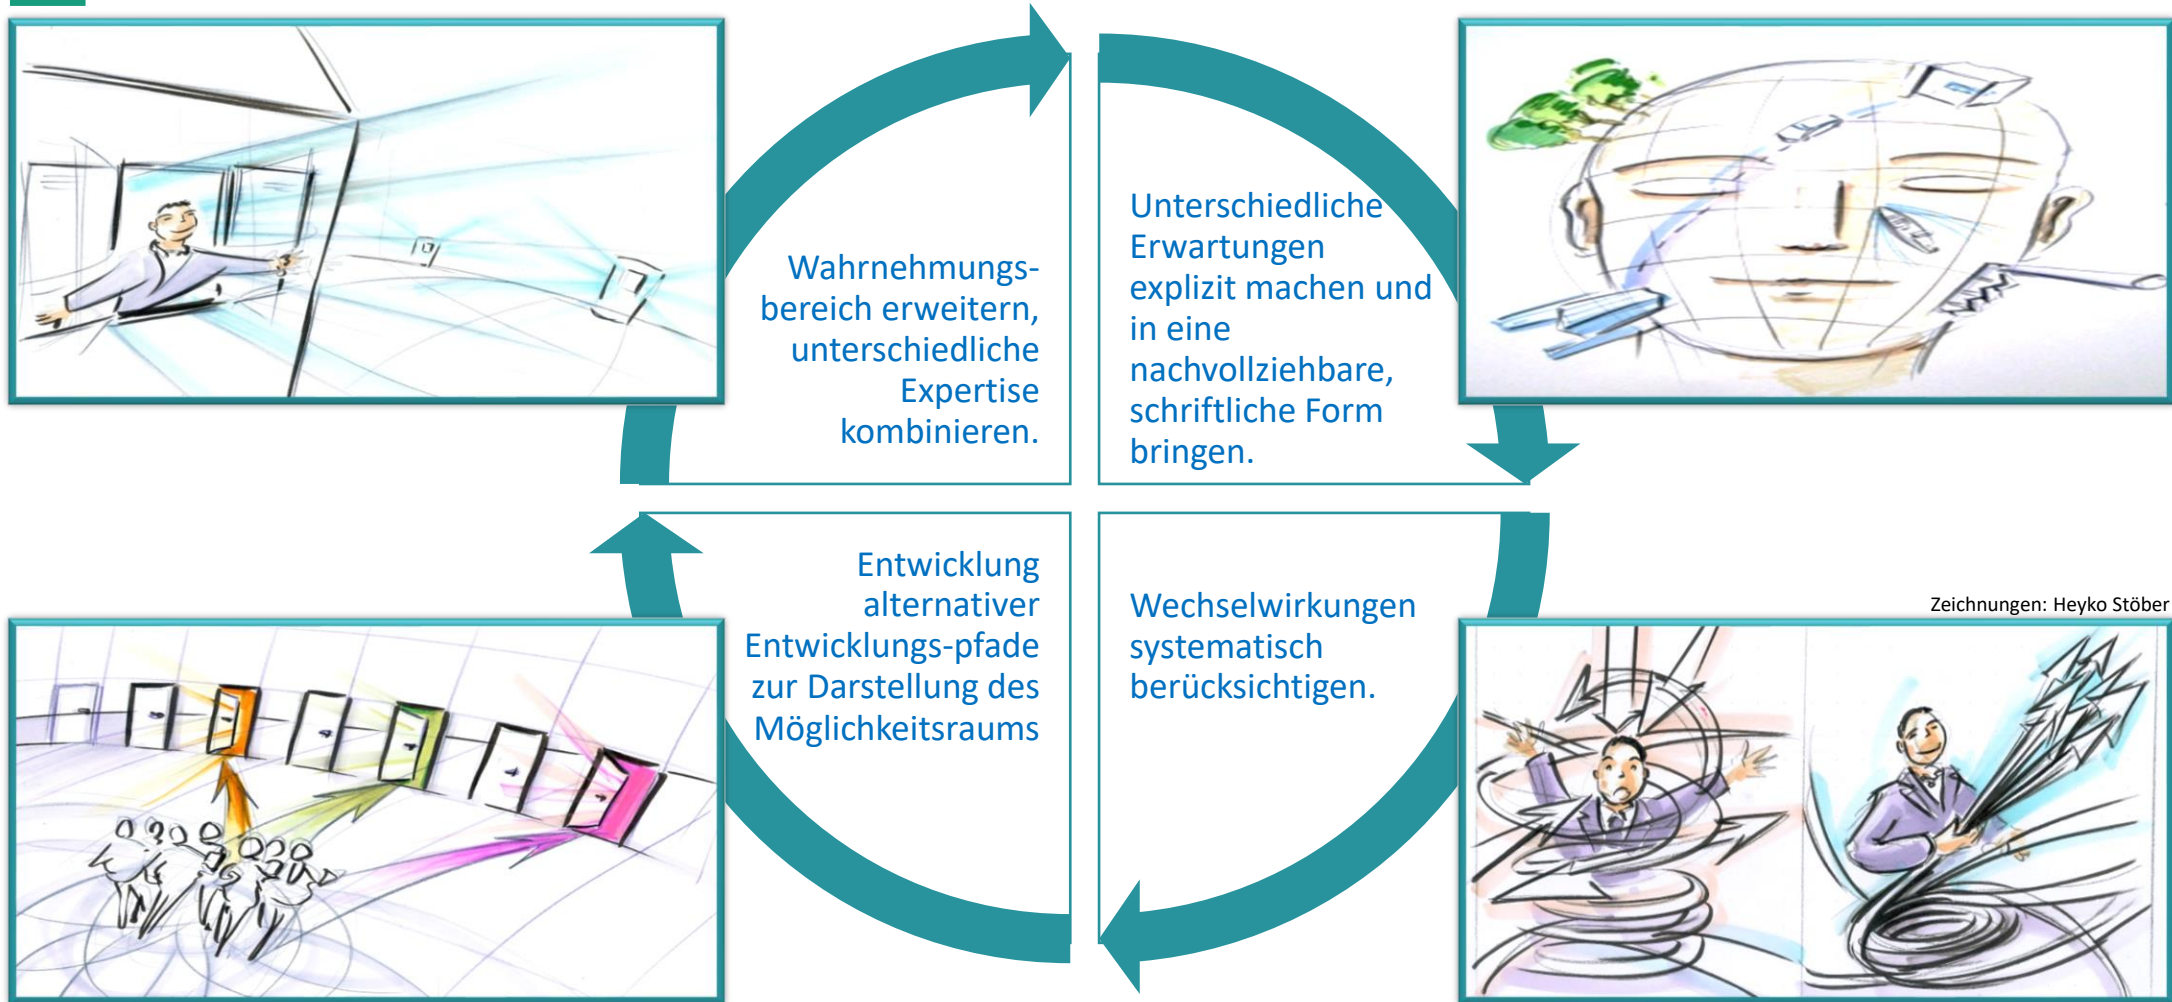 Wahrnehmungs-
bereich erweitern,
unterschiedliche
Expertise
kombinieren.
Unterschiedliche
Erwartungen
explizit machen und
in eine
nachvollziehbare,
schriftliche Form
bringen.
Entwicklung
alternativer
Entwicklungs-pfade
zur Darstellung des
Möglichkeitsraums
Wechselwirkungen
systematisch
berücksichtigen.
Zeichnungen: Heyko Stöber